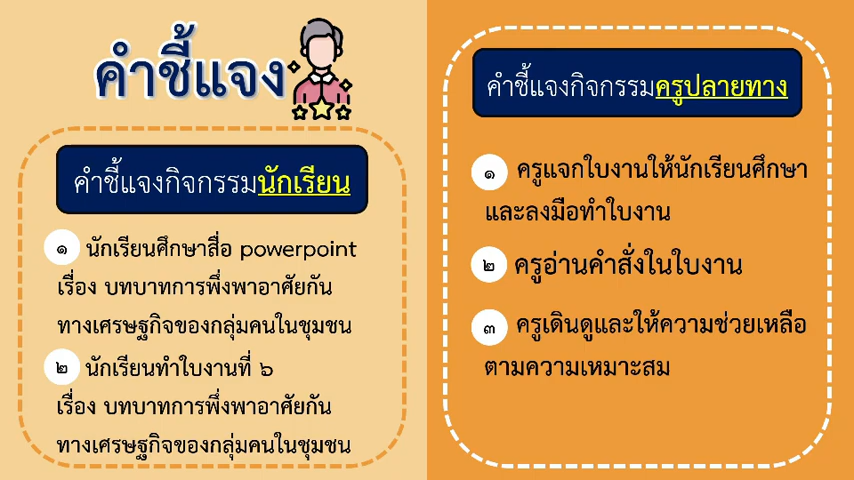 คำชี้แจง
คำชี้แจงกิจกรรมนักเรียน
๑ นักเรียนศึกษาสื่อ powerpoint
เรื่อง บทบาทการพึ่งพาอาศัยกัน
ทางเศรษฐกิจของกลุ่มคนในชุมชน
๒ นักเรียนทำใบงานที่ ๖
เรื่อง บทบาทการพึ่งพาอาศัยกัน
ทางเศรษฐกิจของกลุ่มคนในชุมชน
คำชี้แจงกิจกรรมครูปลายทาง
๑ ครูแจกใบงานให้นักเรียนศึกษา
และลงมือทำใบงาน
๒ ครูอ่านคำสั่งในใบงาน
๓ ครูเดินดูและให้ความช่วยเหลือ
ตามความเหมาะสม